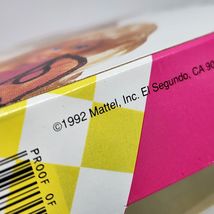 ©1992 Mattel, Inc. El Segundo, CA 90
PROOF OF